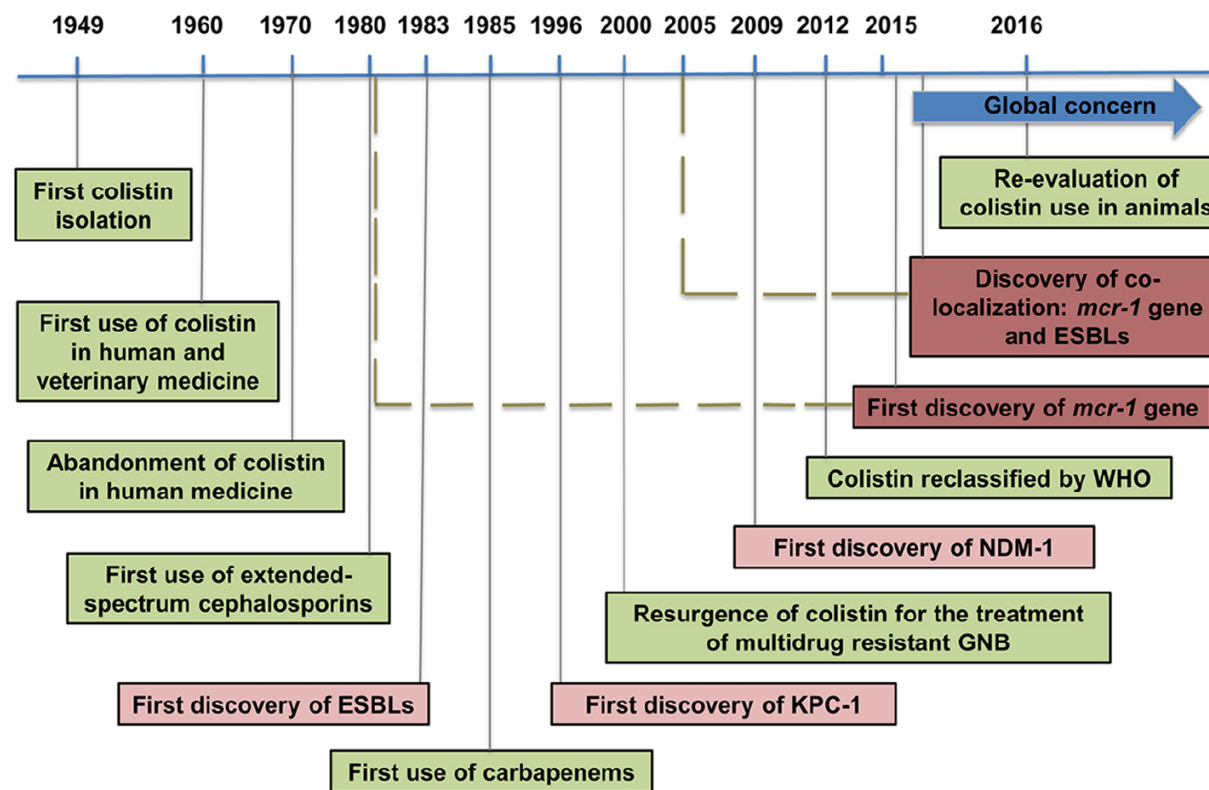 1949 1960 1970 1980 1983 1985 1996 2000 2005 2009 2012 2015 2016
Global concern
First colistin
isolation
Re-evaluation of
colistin use in animals
Discovery of co-
localization: mcr-1 gene
and ESBLs
First use of colistin
in human and
veterinary medicine
First discovery of mcr-1 gene
Abandonment of colistin
in human medicine
Colistin reclassified by WHO
First discovery of NDM-1
First use of extended-
spectrum cephalosporins
Resurgence of colistin for the treatment
of multidrug resistant GNB
First discovery of ESBLs
First discovery of KPC-1
First use of carbapenems